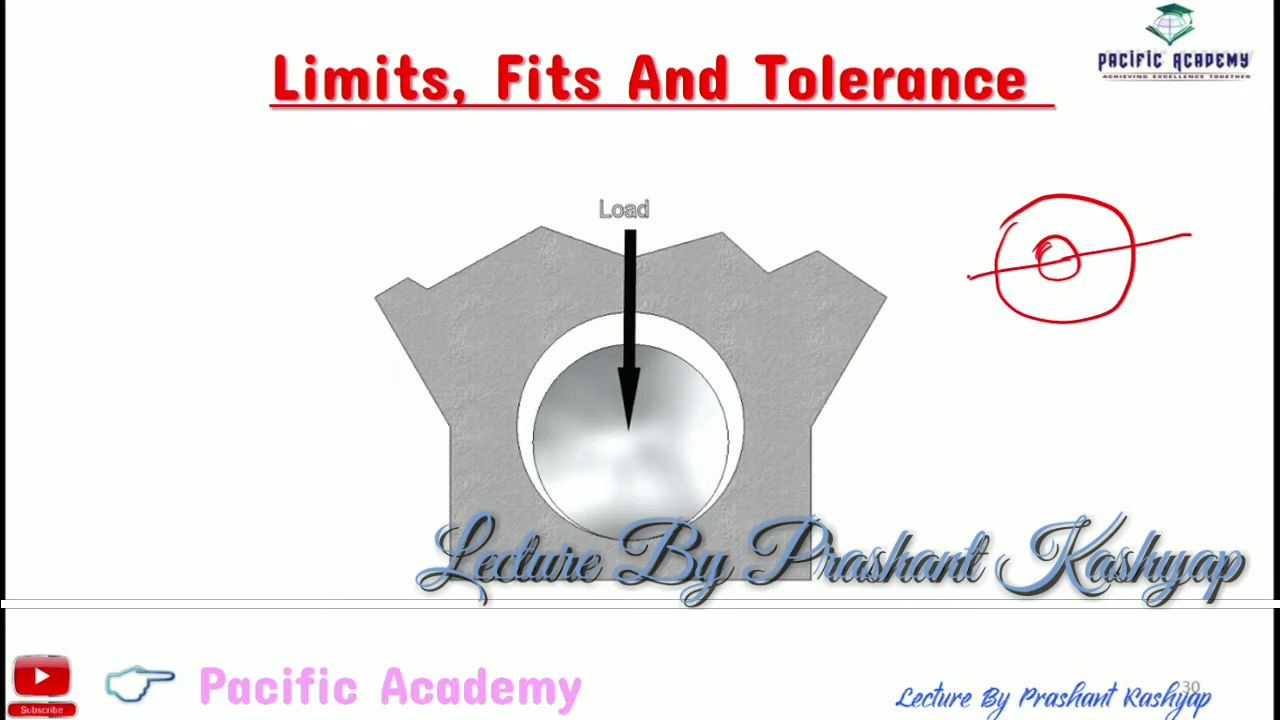 PACIFIC ACADEMY
ACHIEVING EXCELLENCE TOGETHER
Limits, Fits And Tolerance
Load
Lecture By Prashant Kashyap
Subscribe
Pacific Academy
30
Lecture By Prashant Kashyap